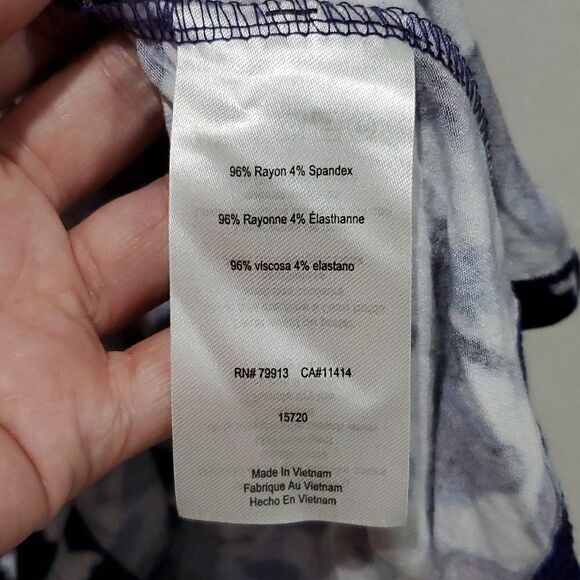 96% Rayon 4% Spandex
96% Rayonne 4% Élasthanne
96% viscosa 4% elastano
RN# 79913 CA#11414
15720
Made In Vietnam
Fabrique Au Vietnam
Hecho En Vietnam